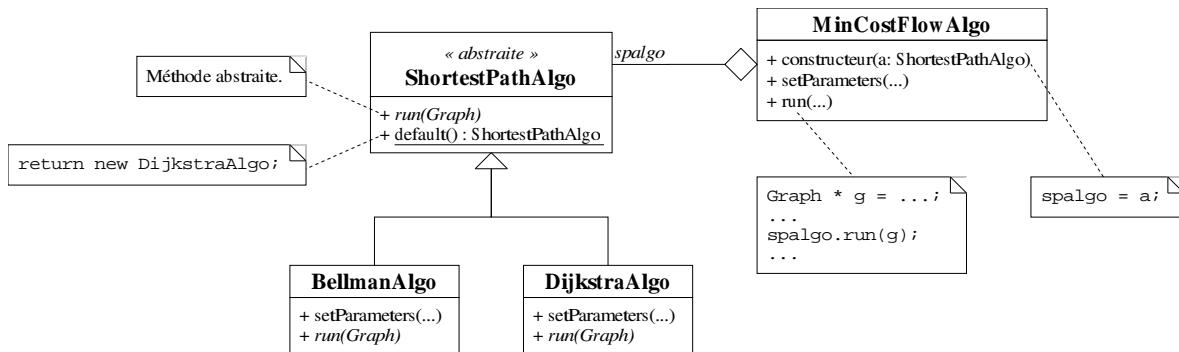 Méthode abstraite.
return new DijkstraAlgo;
« abstraite »
ShortestPathAlgo
+ run(Graph)
+ default() : ShortestPathAlgo
spalgo
MinCostFlowAlgo
+ constructeur(a: ShortestPathAlgo)
+ setParameters(...)
+ run(...)
Graph * g = ...;
...
spalgo.run(g);
...
spalgo = a;
BellmanAlgo
+ setParameters(...)
+ run(Graph)
DijkstraAlgo
+ setParameters(...)
+ run(Graph)